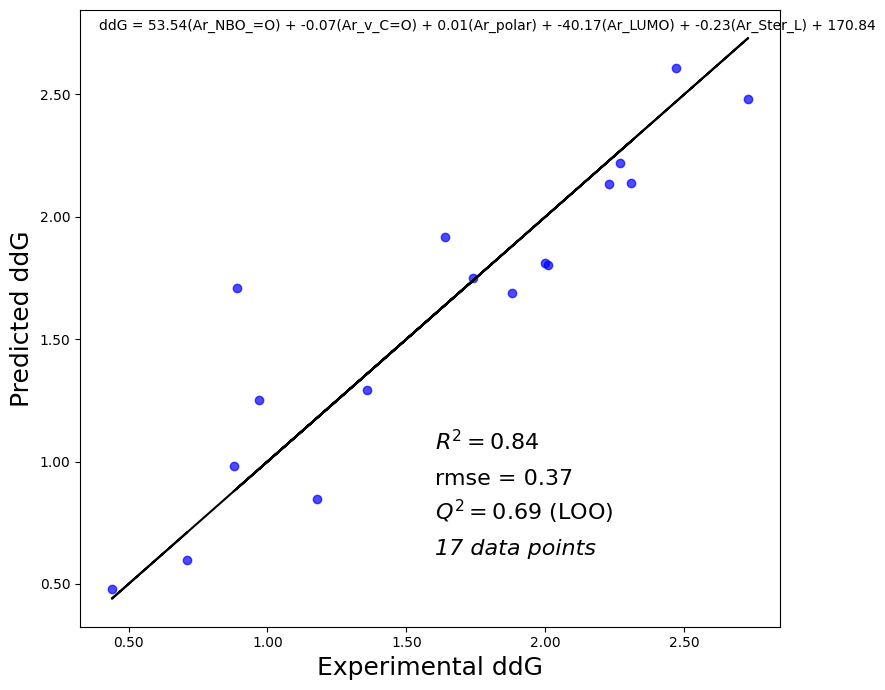 ddG = 53.54(Ar_NBO_=O) + -0.07(Ar_v_C=O) + 0.01(Ar_polar) + -40.17(Ar_LUMO) + -0.23(Ar_Ster_L) + 170.84
2.50
2.00
1.50
1.00
0.50
Predicted ddG
R² = 0.84
rmse = 0.37
Q² = 0.69 (LOO)
17 data points
0.50 1.00 1.50 2.00 2.50
Experimental ddG